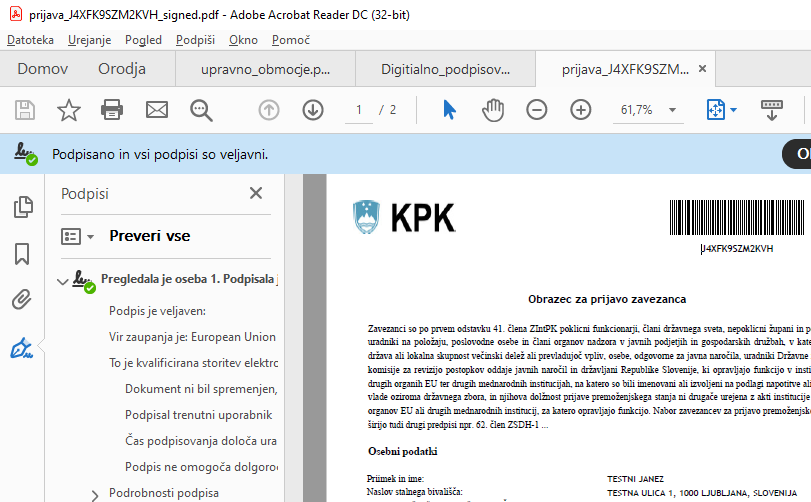 prijava_J4XFK9SZM2KVH_signed.pdf - Adobe Acrobat Reader DC (32-bit)
Datoteka Urejanje Pogled Podpiši Okno Pomoč
Domov Orodja upravno_obmocje.p... Digitialno_podpisov... prijava_J4XFK9SZM... ×
1 / 2 61,7%
Podpisano in vsi podpisi so veljavni.
Podpisi
Preveri vse
Pregledala je oseba 1. Podpisala j
Podpis je veljaven:
Vir zaupanja je: European Union
To je kvalificirana storitev elektro
Dokument ni bil spremenjen,
Podpisal trenutni uporabnik
Čas podpisovanja določa ura
Podpis ne omogoča dolgoro
Podrobnosti podpisa
KPK
J4XFK9SZM2KVH
Obrazec za prijavo zavezanca
Zavezanci so po prvem odstavku 41. člena ZIntPK poklicni funkcionarji, člani državnega sveta, nepoklicni župani in p
uradniki na položaju, poslovodne osebe in člani organov nadzora v javnih podjetjih in gospodarskih družbah, v kate
država ali lokalna skupnost večinski delež ali prevladujoč vpliv, osebe, odgovorne za javna naročila, uradniki Državne
komisije za revizijo postopkov oddaje javnih naročil in državljani Republike Slovenije, ki opravljajo funkcijo v insti
drugih organih EU ter drugih mednarodnih institucijah, na katero so bili imenovani ali izvoljeni na podlagi napotitve ali
vlade oziroma državnega zbora, in njihova dolžnost prijave premoženjskega stanja ni drugače urejena z akti institucije
organov EU ali drugih mednarodnih institucij, za katero opravljajo funkcijo. Nabor zavezancev za prijavo premoženjsk
širijo tudi drugi predpisi npr. 62. člen ZSDH-1 ...
Osebni podatki
Priimek in ime: TESTNI JANEZ
Naslov stalnega bivališča: TESTNA ULICA 1, 1000 LJUBLJANA, SLOVENIJA